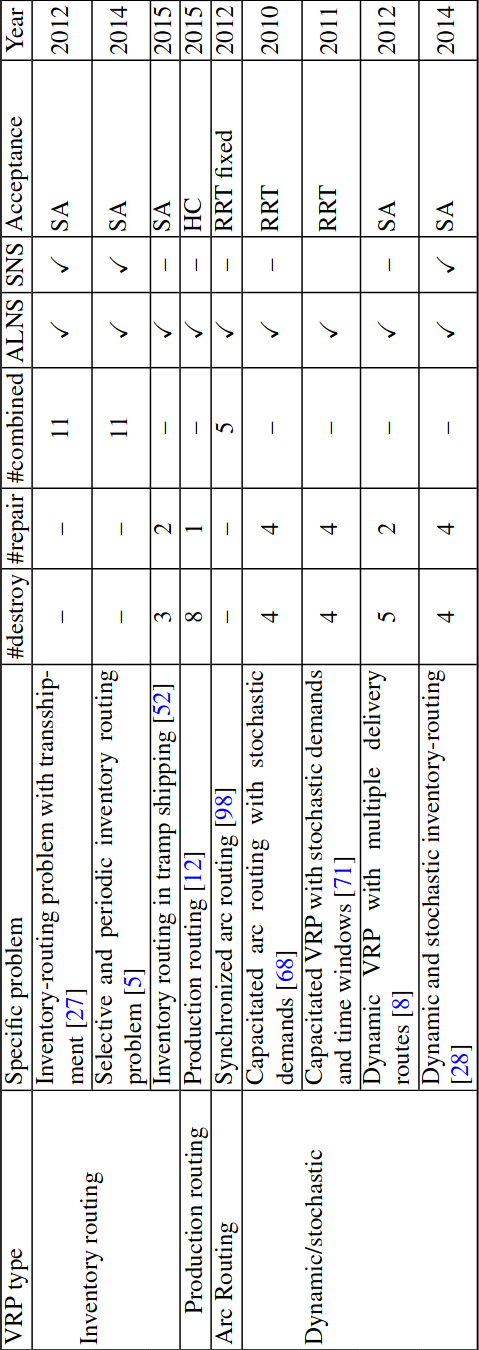 VRP type Specific problem #destroy #repair #combined ALNS SNS Acceptance Year
Inventory routing
Inventory-routing problem with transship-
ment [27] – – 11 ✓ ✓ SA 2012
Selective and periodic inventory routing
problem [5] – – 11 ✓ ✓ SA 2014
Inventory routing in tramp shipping [52] 3 2 – ✓ – SA 2015
Production routing Production routing [12] 8 1 – ✓ – HC 2015
Arc Routing Synchronized arc routing [98] – – 5 ✓ – RRT fixed 2012
Dynamic/stochastic
Capacitated arc routing with stochastic
demands [68] 4 4 – ✓ – RRT 2010
Capacitated VRP with stochastic demands
and time windows [71] 4 4 – ✓ RRT 2011
Dynamic VRP with multiple delivery
routes [8] 5 2 – ✓ – SA 2012
Dynamic and stochastic inventory-routing
[28] 4 4 – ✓ ✓ SA 2014